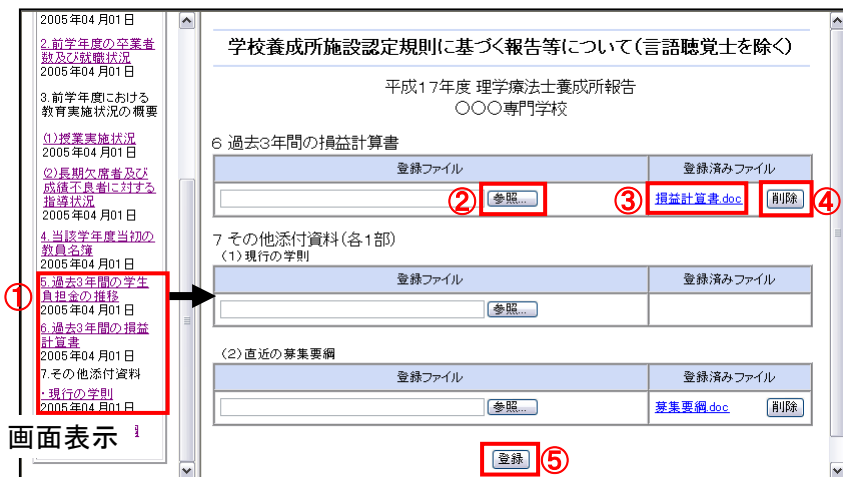 2005年04月01日
2.前学年度の卒業者
数及び就職状況
2005年04月01日
3.前学年度における
教育実施状況の概要
(1)授業実施状況
2005年04月01日
(2)長期欠席者及び
成績不良者に対する
指導状況
2005年04月01日
4.当該学年度当初の
教員名簿
2005年04月01日
①
5.過去3年間の学生
負担金の推移
2005年04月01日
6.過去3年間の損益
計算書
2005年04月01日
7.その他添付資料
・現行の学則
2005年04月01日
画面表示
学校養成所施設認定規則に基づく報告等について(言語聴覚士を除く)
平成17年度 理学療法士養成所報告
○○○専門学校
6 過去3年間の損益計算書
登録ファイル 登録済みファイル
② 参照... ③ 損益計算書.doc 削除 ④
7 その他添付資料(各1部)
(1)現行の学則
登録ファイル 登録済みファイル
参照...
(2)直近の募集要綱
登録ファイル 登録済みファイル
参照... 募集要綱.doc 削除
登録 ⑤